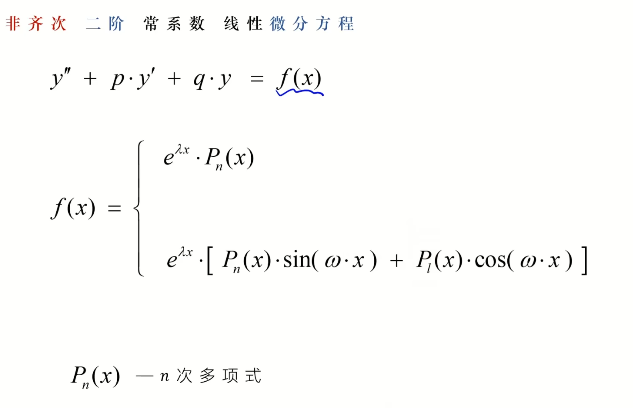 非齐次 二阶 常系数 线性微分方程
y″ + p·y′ + q·y = f(x)
e^{λx}·P_n(x)
f(x) = {
e^{λx}·[ P_n(x)·sin( ω·x ) + P_l(x)·cos( ω·x ) ]
P_n(x) — n 次多项式